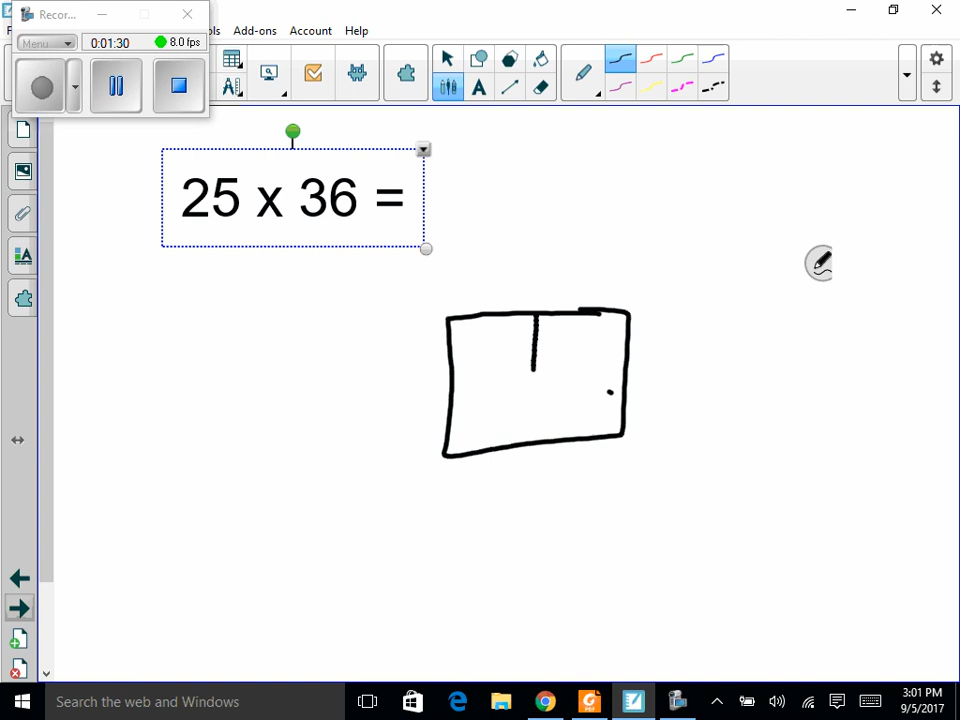 Recor...
Menu
0:01:30
8.0 fps
ols
Add-ons
Account
Help
25 x 36 =
Search the web and Windows
3:01 PM
9/5/2017